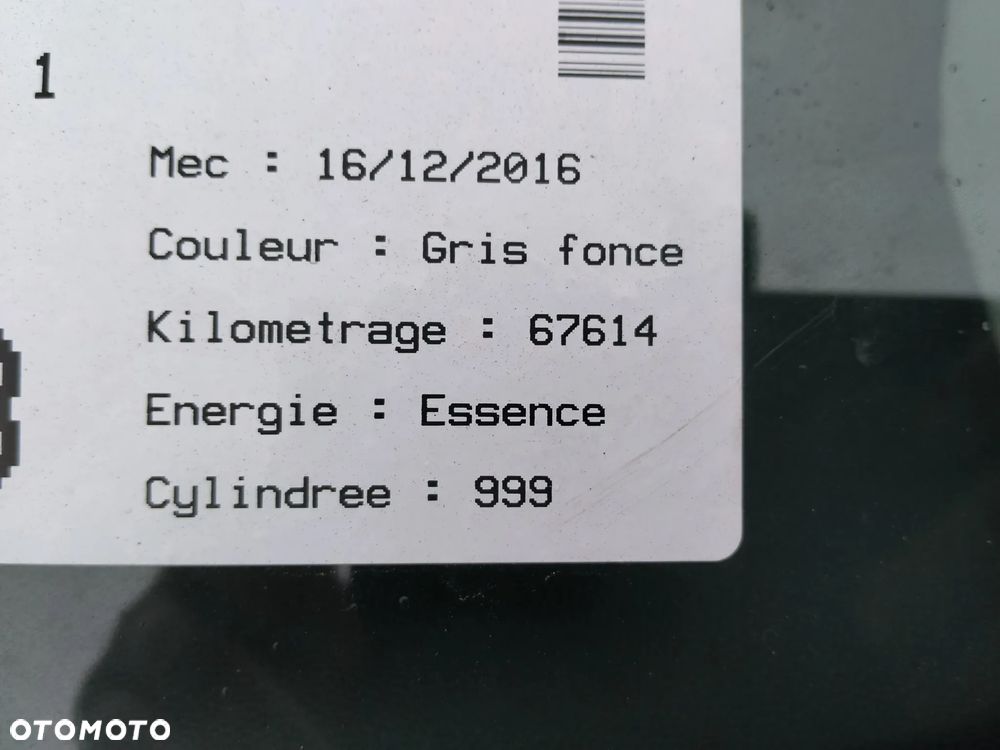 1
Mec : 16/12/2016
Couleur : Gris fonce
Kilometrage : 67614
Energie : Essence
Cylindree : 999
OTOMOTO